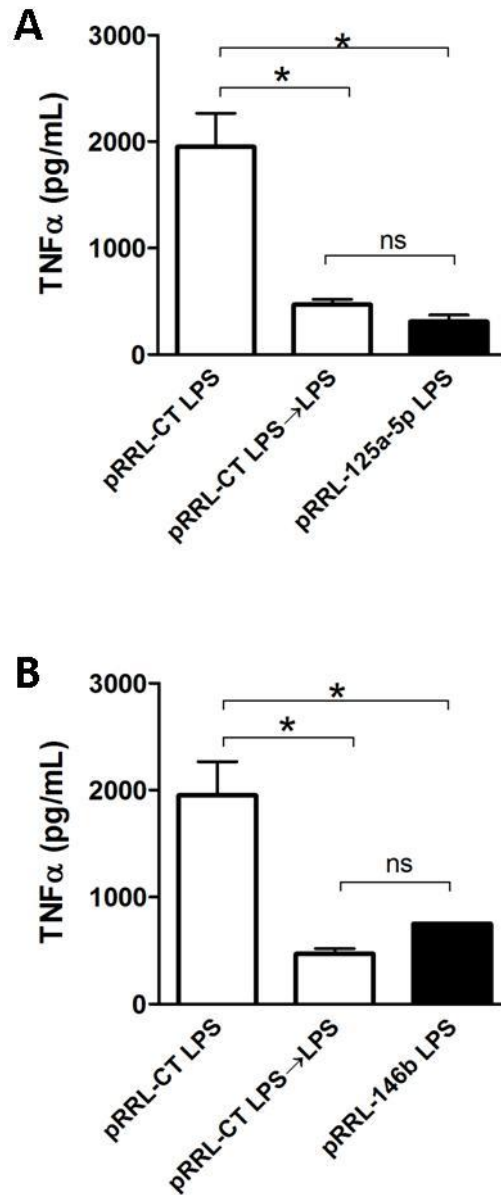 A
TNFα (pg/mL)
3000
2000
1000
0
*
*
ns
pRRL-CT LPS
pRRL-CT LPS→LPS
pRRL-125a-5p LPS
B
TNFα (pg/mL)
3000
2000
1000
0
*
*
ns
pRRL-CT LPS
pRRL-CT LPS→LPS
pRRL-146b LPS